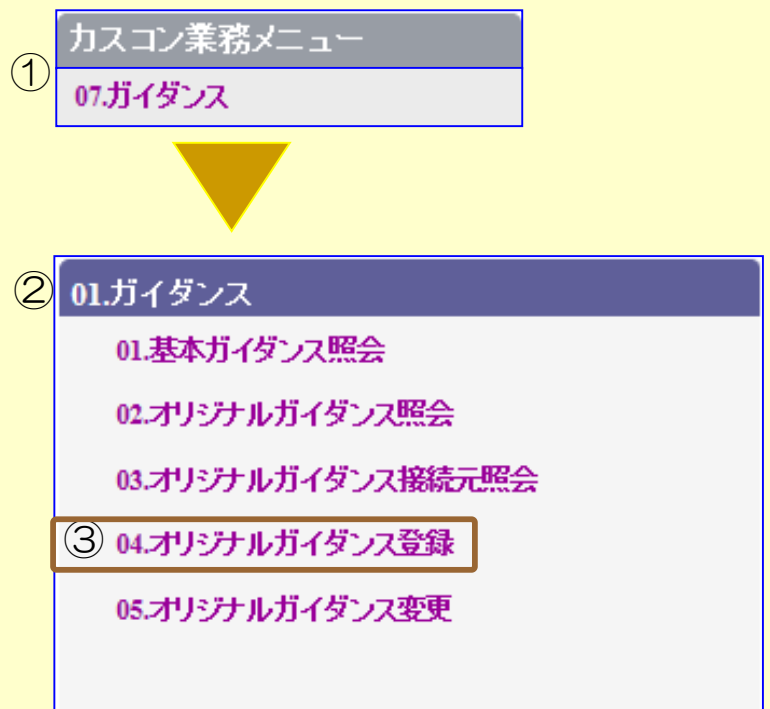 カスコン業務メニュー
① 07.ガイダンス
② 01.ガイダンス
01.基本ガイダンス照会
02.オリジナルガイダンス照会
03.オリジナルガイダンス接続元照会
③ 04.オリジナルガイダンス登録
05.オリジナルガイダンス変更